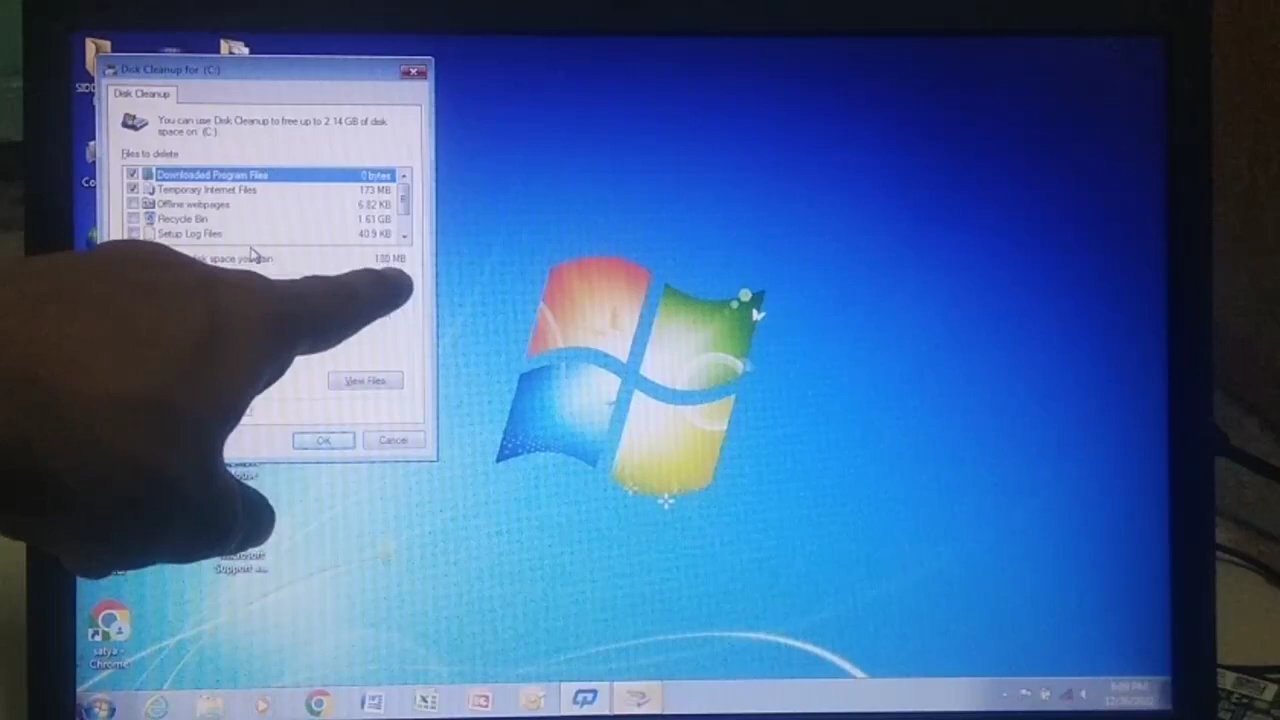 Disk Cleanup for (C:)
Disk Cleanup
You can use Disk Cleanup to free up to 2.14 GB of disk
space on (C:).
Files to delete
Downloaded Program Files 0 bytes
Temporary Internet Files 173 MB
Offline webpages 6.82 KB
Recycle Bin 1.61 GB
Setup Log Files 40.9 KB
disk space you
180 MB
View Files
OK Cancel
Microsoft
Support
satya -
Chrome